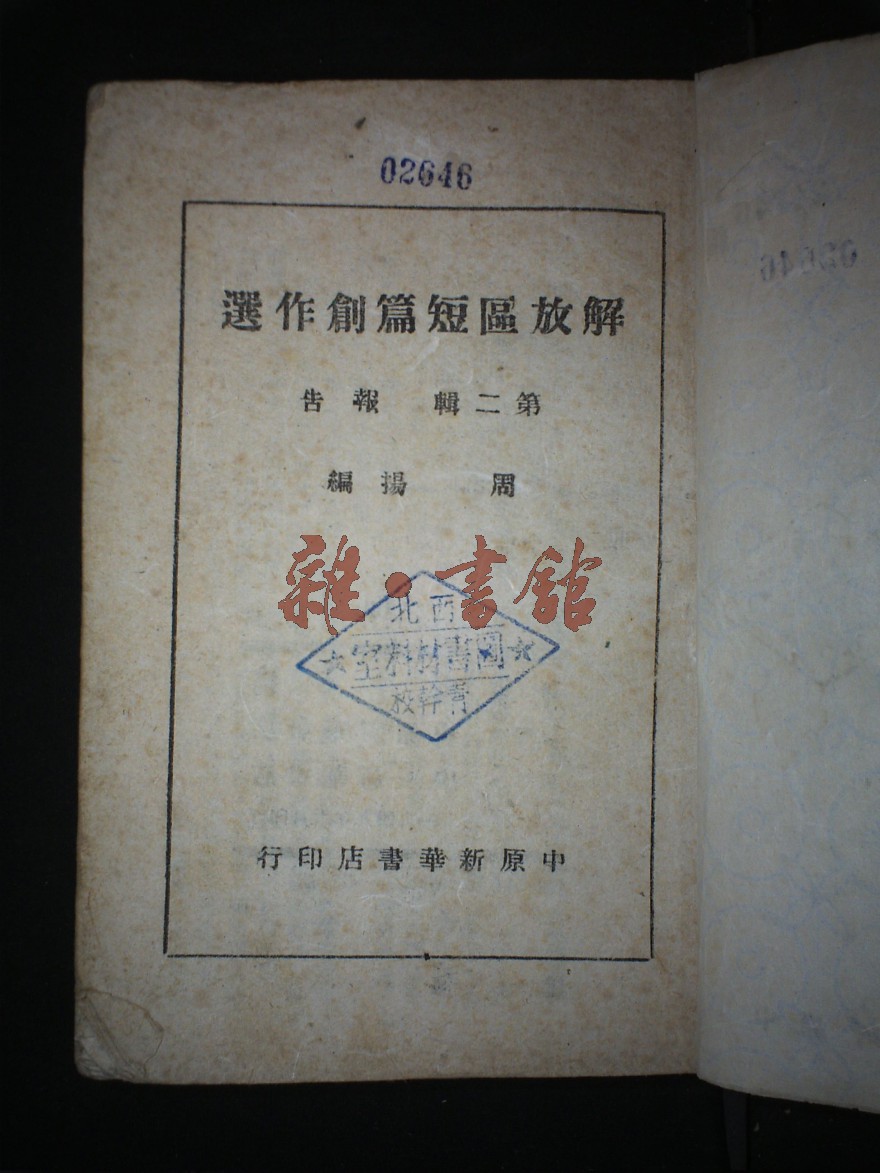 02646
解放區短篇創作選
第二輯 報告
周 揚編
雜·書館
西北
圖書材料室
青幹校
中原新華書店印行